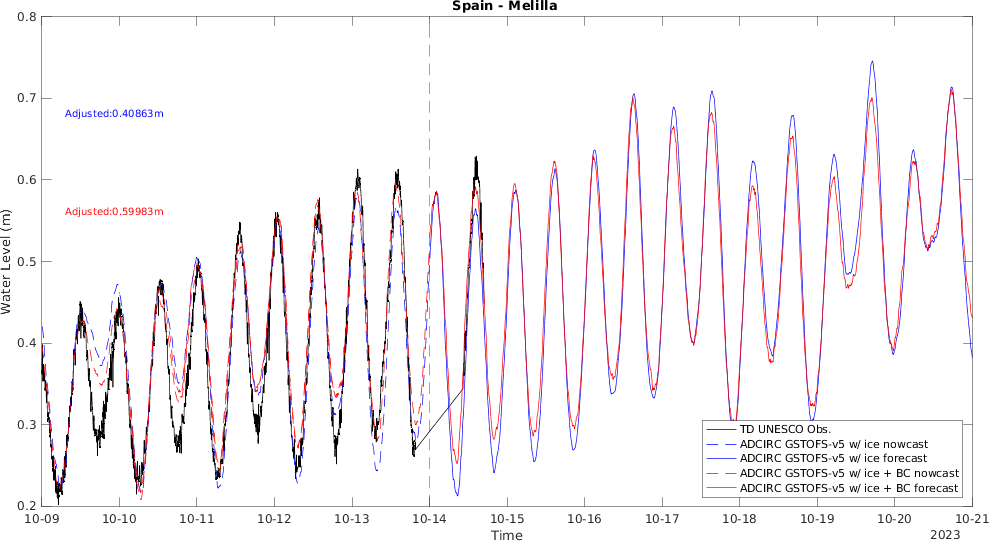 Spain - Melilla
0.8
0.7
0.6
0.5
0.4
0.3
0.2
Water Level (m)
Adjusted:0.40863m
Adjusted:0.59983m
TD UNESCO Obs.
ADCIRC GSTOFS-v5 w/ ice nowcast
ADCIRC GSTOFS-v5 w/ ice forecast
ADCIRC GSTOFS-v5 w/ ice + BC nowcast
ADCIRC GSTOFS-v5 w/ ice + BC forecast
10-09 10-10 10-11 10-12 10-13 10-14 10-15 10-16 10-17 10-18 10-19 10-20 10-21
Time
2023